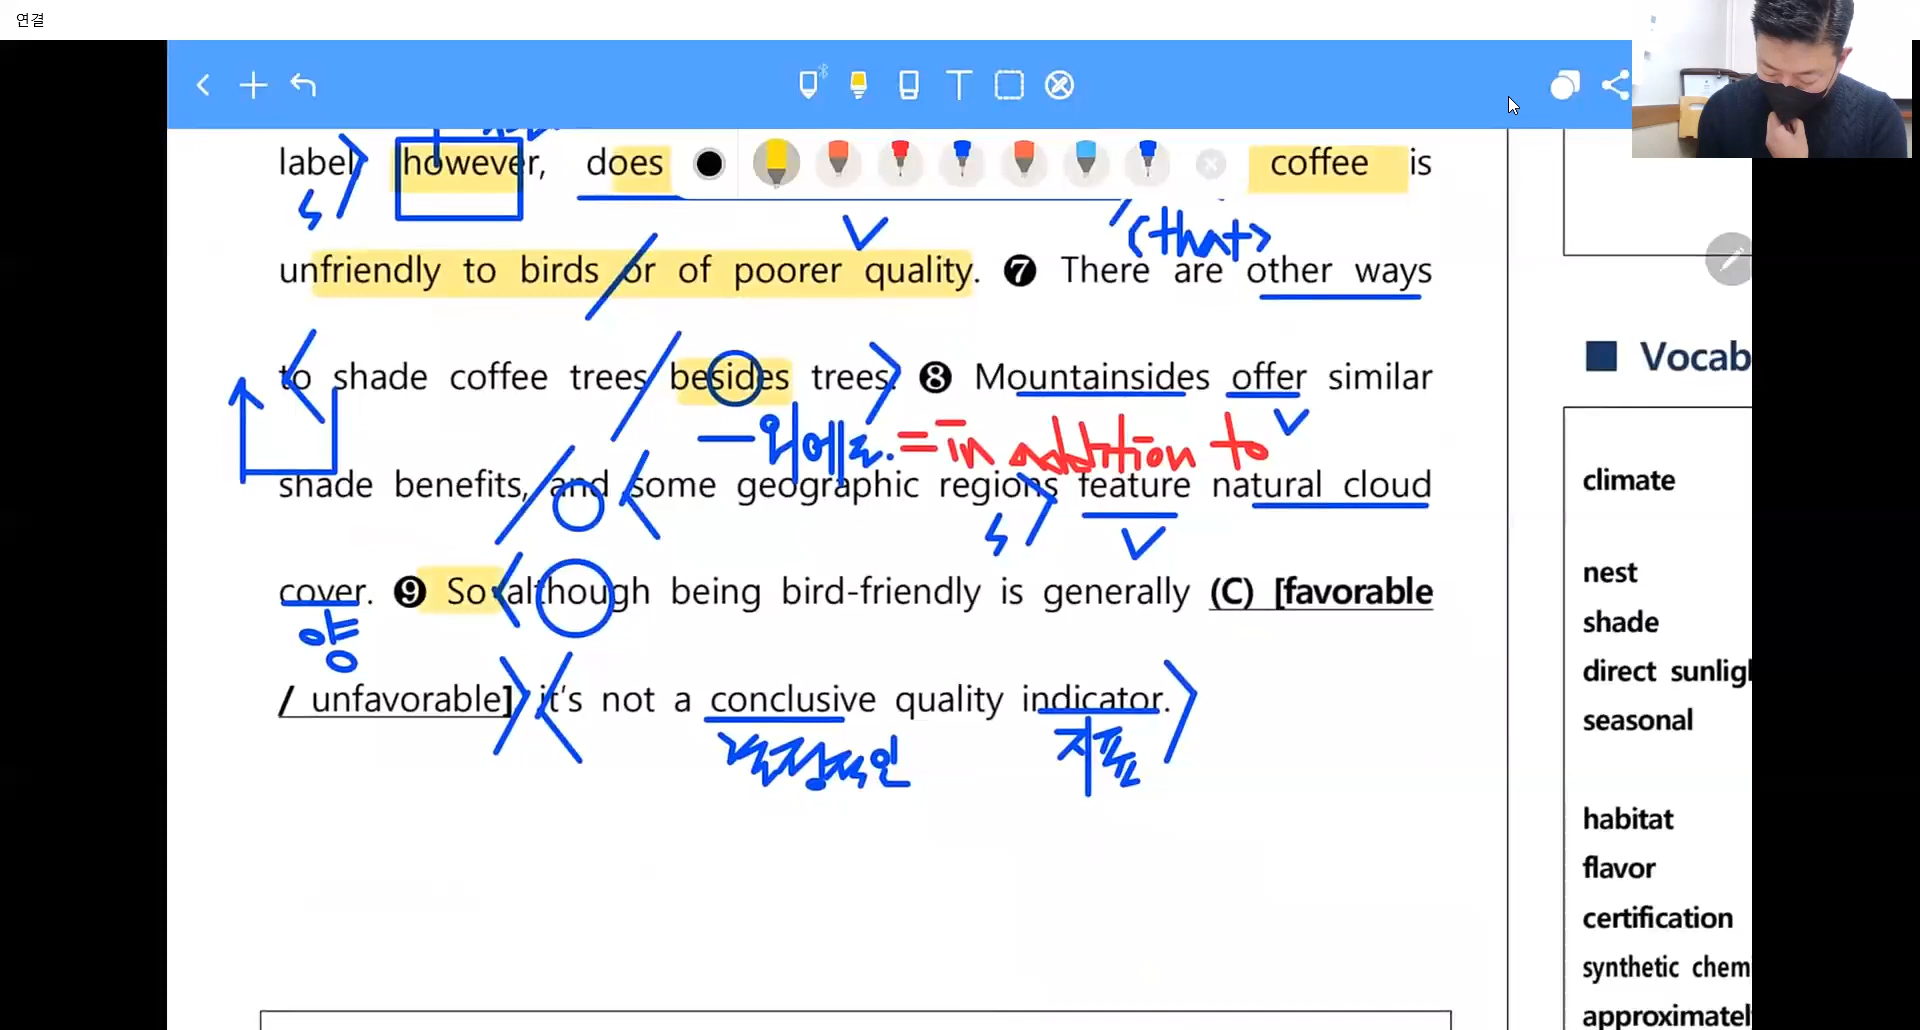 연결
label however, does coffee is
(that)
unfriendly to birds or of poorer quality. ❼ There are other ways
to shade coffee trees besides trees. ❽ Mountainsides offer similar
V
—외에도. = in addition to
V
shade benefits, and some geographic regions feature natural cloud
S
V
cover. ❾ So although being bird-friendly is generally (C) [favorable
양
/ unfavorable], it's not a conclusive quality indicator.
결정적인
지표
Vocab
climate
nest
shade
direct sunligh
seasonal
habitat
flavor
certification
synthetic chem
approximatel